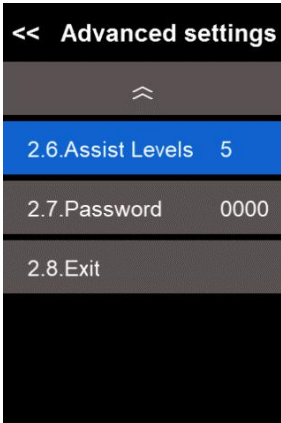 << Advanced settings
2.6.Assist Levels 5
2.7.Password 0000
2.8.Exit